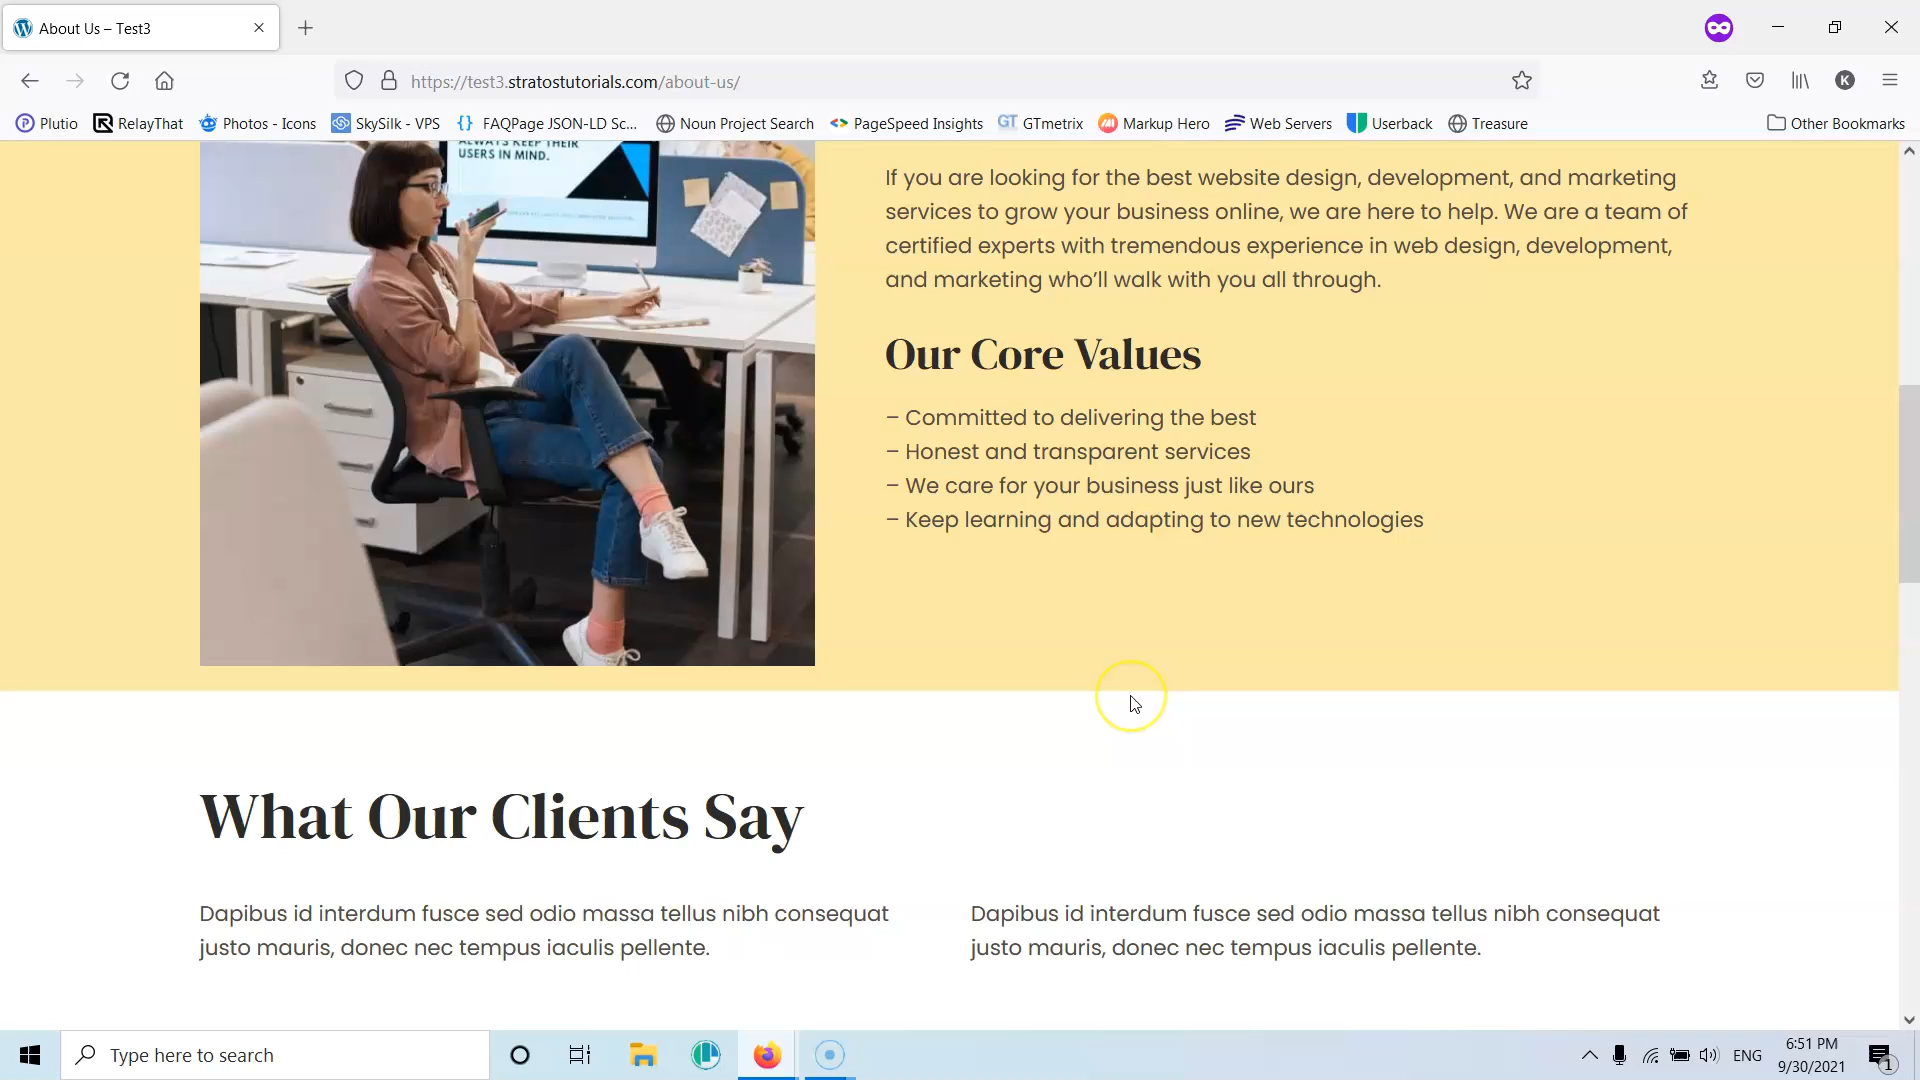 About Us – Test3
https://test3.stratostutorials.com/about-us/
K
Plutio
RelayThat
Photos - Icons
SkySilk - VPS
FAQPage JSON-LD Sc...
Noun Project Search
PageSpeed Insights
GTmetrix
Markup Hero
Web Servers
Userback
Treasure
Other Bookmarks
ALWAYS KEEP THEIR
USERS IN MIND.
If you are looking for the best website design, development, and marketing
services to grow your business online, we are here to help. We are a team of
certified experts with tremendous experience in web design, development,
and marketing who’ll walk with you all through.
Our Core Values
– Committed to delivering the best
– Honest and transparent services
– We care for your business just like ours
– Keep learning and adapting to new technologies
What Our Clients Say
Dapibus id interdum fusce sed odio massa tellus nibh consequat
justo mauris, donec nec tempus iaculis pellente.
Dapibus id interdum fusce sed odio massa tellus nibh consequat
justo mauris, donec nec tempus iaculis pellente.
Type here to search
ENG
6:51 PM
9/30/2021
1